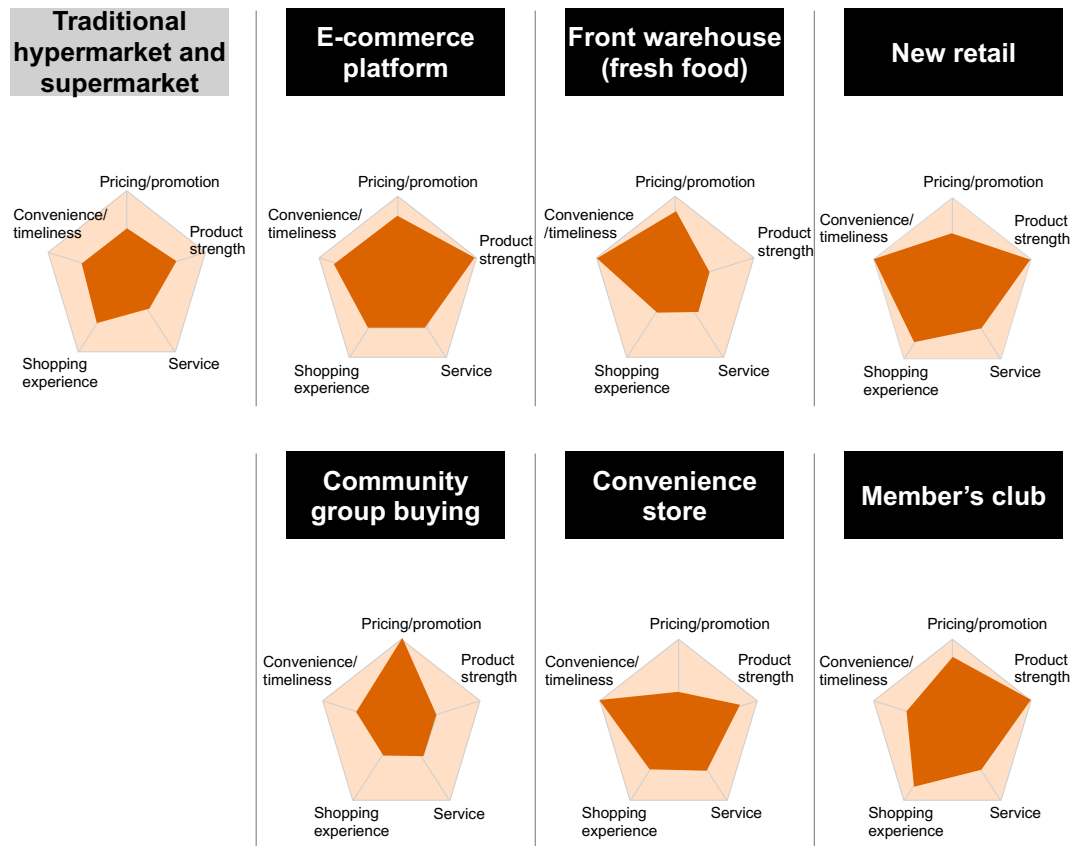 Traditional
hypermarket and
supermarket
E-commerce
platform
Front warehouse
(fresh food)
New retail
Pricing/promotion
Convenience/
timeliness
Product
strength
Shopping
experience
Service
Pricing/promotion
Convenience/
timeliness
Product
strength
Shopping
experience
Service
Pricing/promotion
Convenience
/timeliness
Product
strength
Shopping
experience
Service
Pricing/promotion
Convenience/
timeliness
Product
strength
Shopping
experience
Service
Community
group buying
Convenience
store
Member’s club
Pricing/promotion
Convenience/
timeliness
Product
strength
Shopping
experience
Service
Pricing/promotion
Convenience/
timeliness
Product
strength
Shopping
experience
Service
Pricing/promotion
Convenience/
timeliness
Product
strength
Shopping
experience
Service